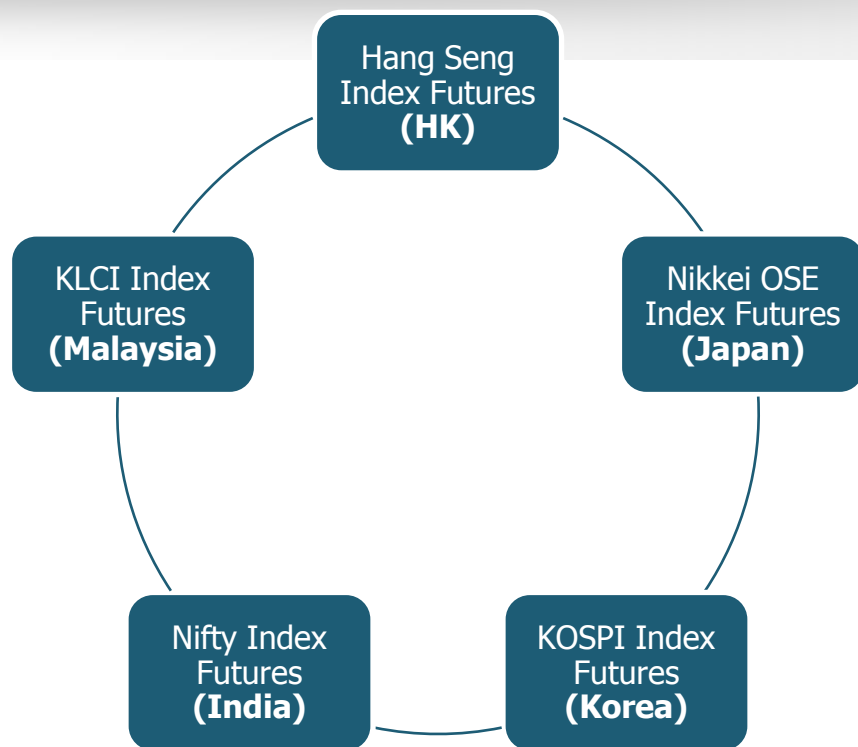 Hang Seng
Index Futures
(HK)
Nikkei OSE
Index Futures
(Japan)
KOSPI Index
Futures
(Korea)
Nifty Index
Futures
(India)
KLCI Index
Futures
(Malaysia)